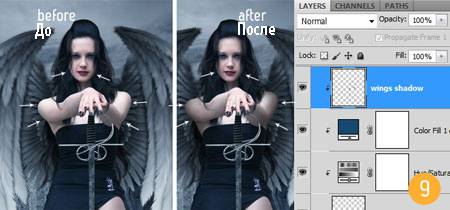 before
До
after
После
LAYERS CHANNELS PATHS
Normal Opacity: 100%
Unify: Propagate Frame 1
Lock: Fill: 100%
wings shadow
Color Fill 1
Hue/Satura
9